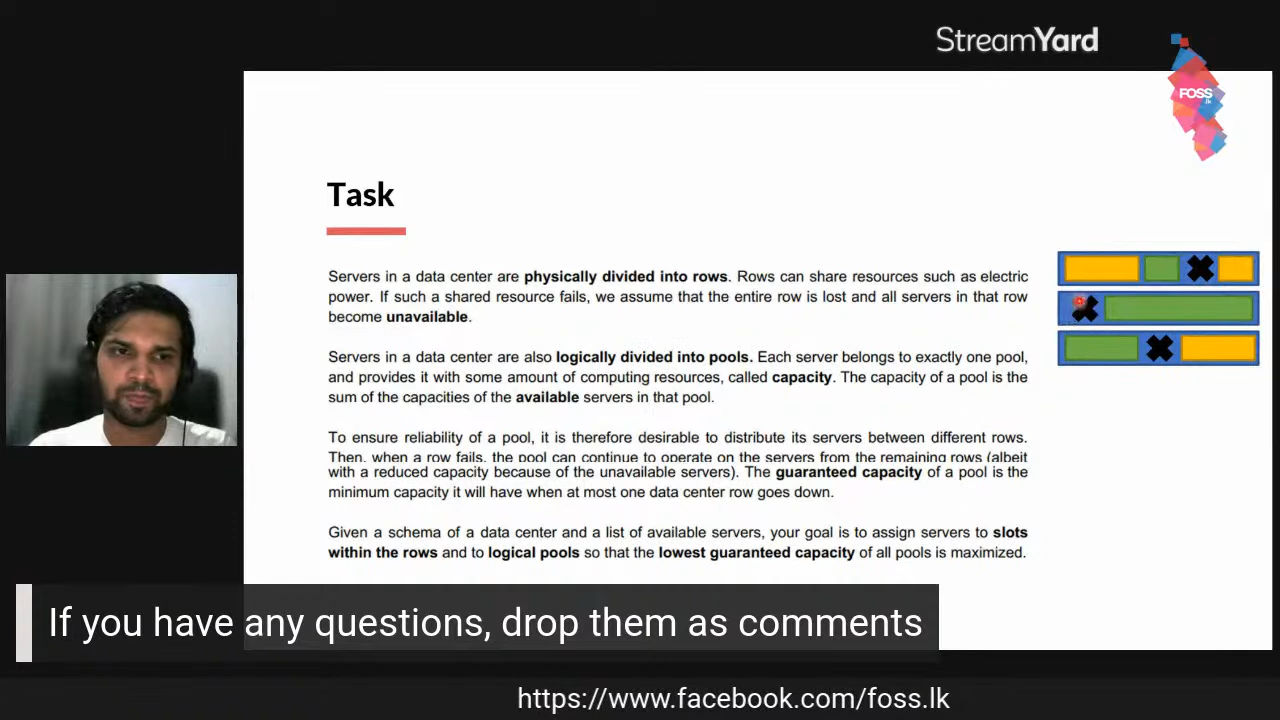 StreamYard
FOSS
.lk
Task
Servers in a data center are physically divided into rows. Rows can share resources such as electric
power. If such a shared resource fails, we assume that the entire row is lost and all servers in that row
become unavailable.
Servers in a data center are also logically divided into pools. Each server belongs to exactly one pool,
and provides it with some amount of computing resources, called capacity. The capacity of a pool is the
sum of the capacities of the available servers in that pool.
To ensure reliability of a pool, it is therefore desirable to distribute its servers between different rows.
Then, when a row fails, the pool can continue to operate on the servers from the remaining rows (albeit
with a reduced capacity because of the unavailable servers). The guaranteed capacity of a pool is the
minimum capacity it will have when at most one data center row goes down.
Given a schema of a data center and a list of available servers, your goal is to assign servers to slots
within the rows and to logical pools so that the lowest guaranteed capacity of all pools is maximized.
If you have any questions, drop them as comments
https://www.facebook.com/foss.lk